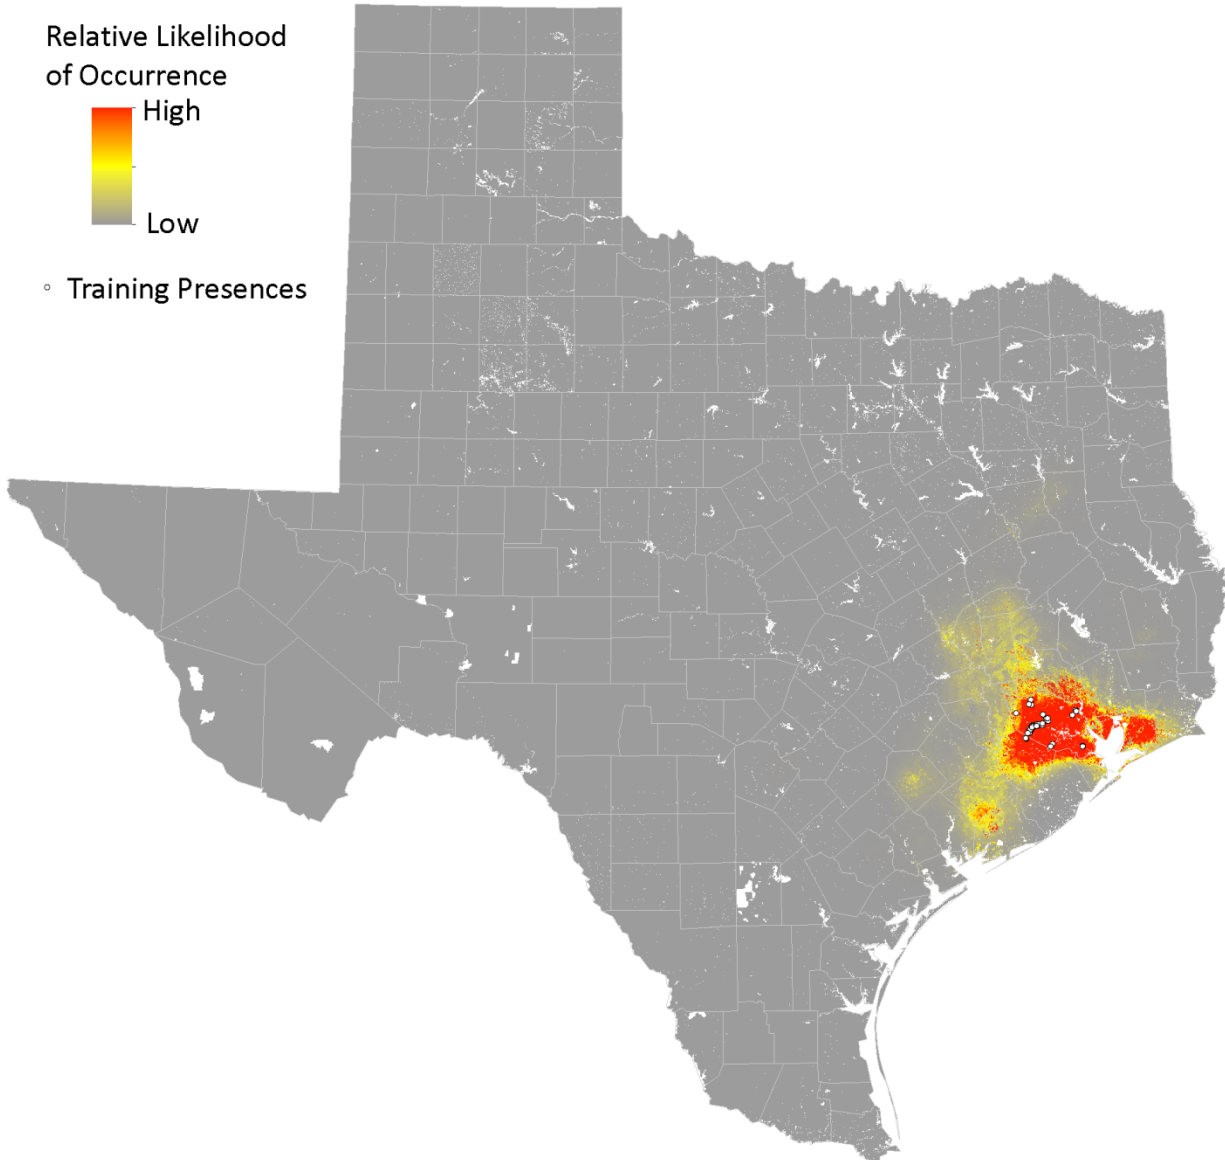 Relative Likelihood
of Occurrence
High
Low
Training Presences